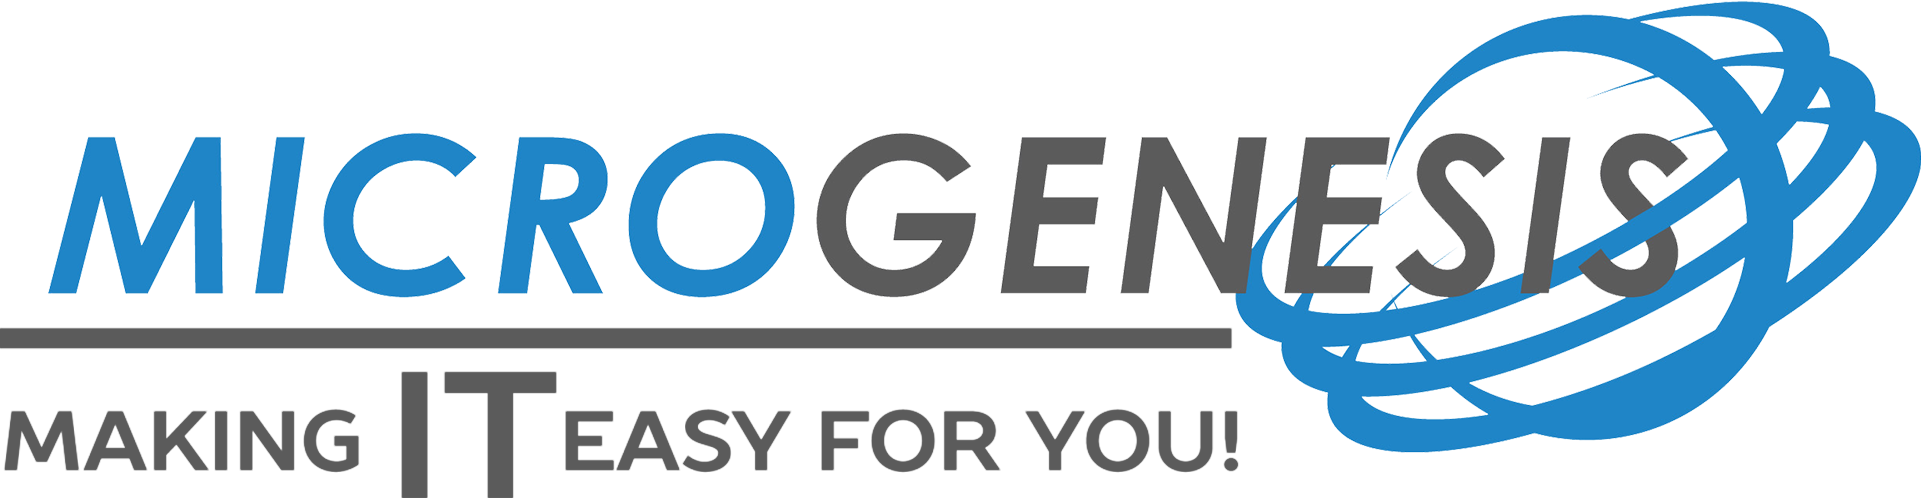 MICROGENESIS
MAKING IT EASY FOR YOU!